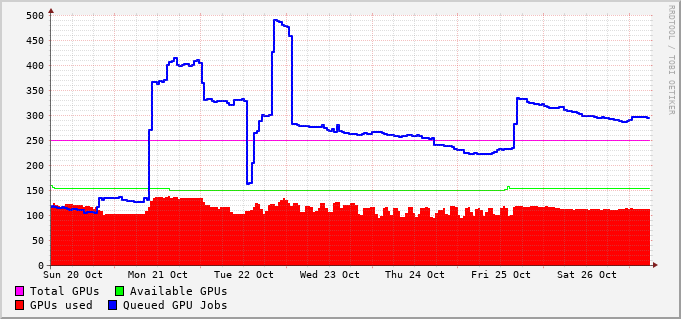 RRDTOOL / TOBI OETIKER
500
450
400
350
300
250
200
150
100
50
0
Sun 20 Oct Mon 21 Oct Tue 22 Oct Wed 23 Oct Thu 24 Oct Fri 25 Oct Sat 26 Oct
Total GPUs Available GPUs
GPUs used Queued GPU Jobs